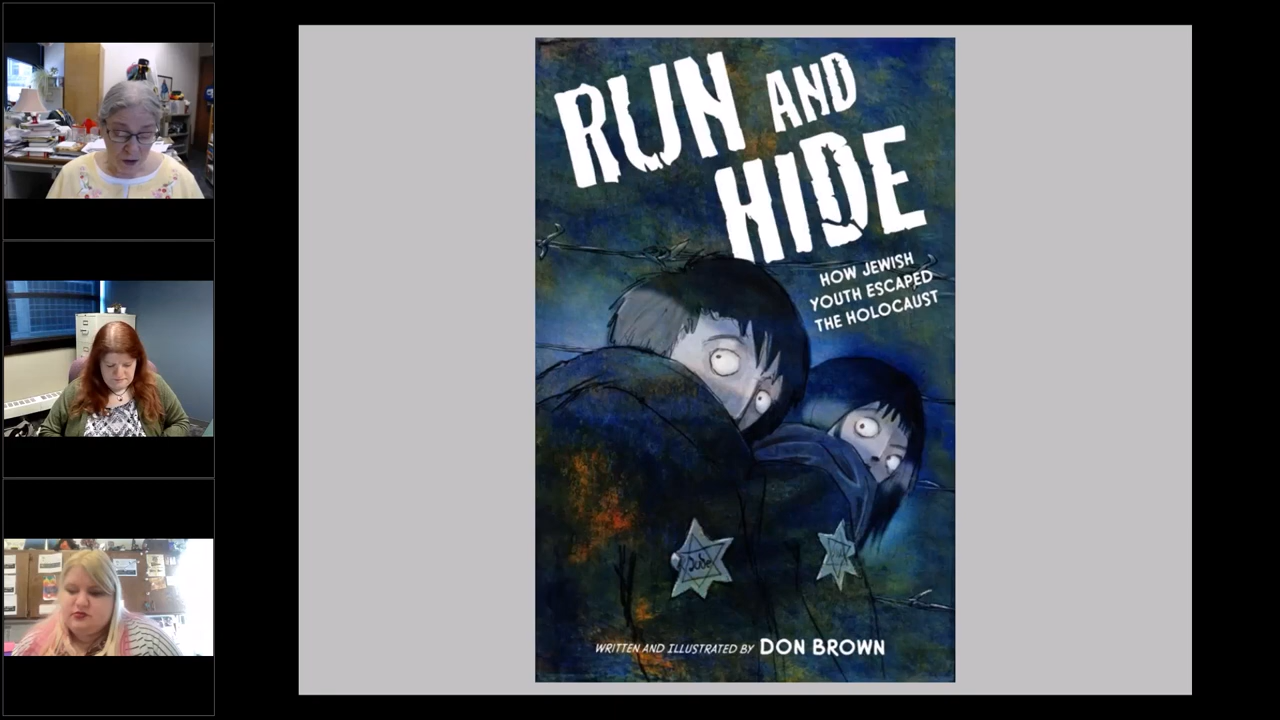 RUN AND
HIDE
HOW JEWISH
YOUTH ESCAPED
THE HOLOCAUST
Jude
WRITTEN AND ILLUSTRATED BY DON BROWN